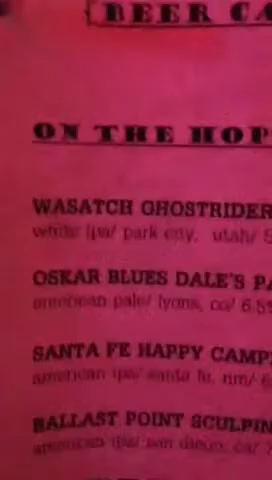 BEER CA
ON THE HOP
WASATCH GHOSTRIDER
white ipa/ park city, utah/
OSKAR BLUES DALE'S PA
american pale/ lyons, co/ 6.5%
SANTA FE HAPPY CAMP
american ipa/ santa fe, nm/ 6
BALLAST POINT SCULPIN
american ipa/ san diego, ca/